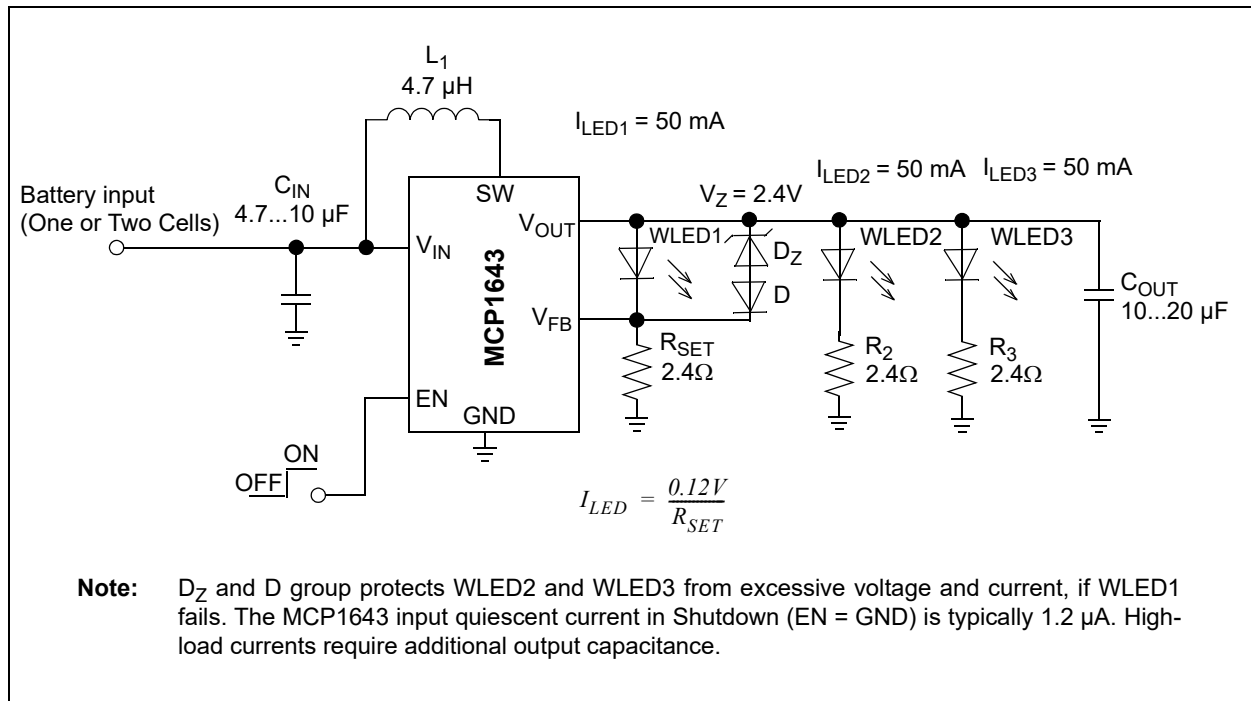 L1
4.7 µH
ILED1 = 50 mA
ILED2 = 50 mA
ILED3 = 50 mA
Battery input
(One or Two Cells)
CIN
4.7...10 µF
SW
VZ = 2.4V
VIN
VOUT
WLED1
DZ
D
WLED2
WLED3
COUT
10...20 µF
MCP1643
VFB
RSET
2.4Ω
R2
2.4Ω
R3
2.4Ω
EN
GND
ON
OFF
ILED = 0.12V
RSET
Note: DZ and D group protects WLED2 and WLED3 from excessive voltage and current, if WLED1
fails. The MCP1643 input quiescent current in Shutdown (EN = GND) is typically 1.2 µA. High-
load currents require additional output capacitance.